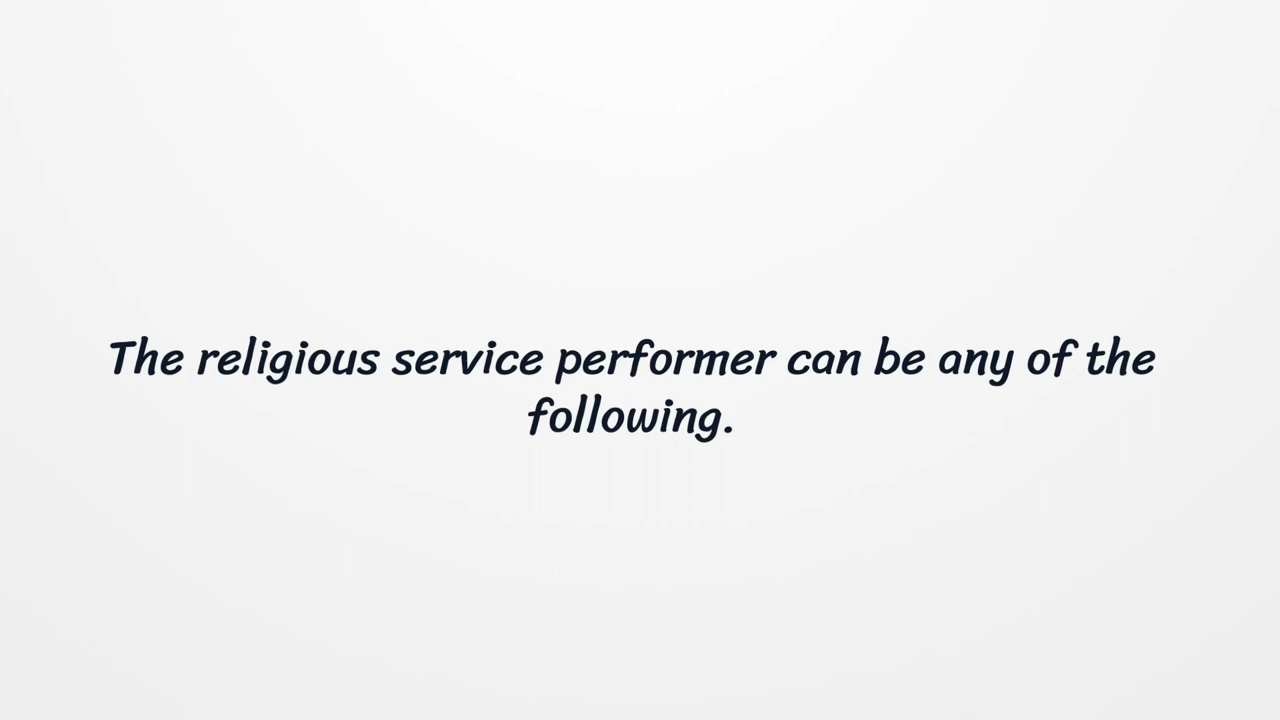 The religious service performer can be any of the
following.